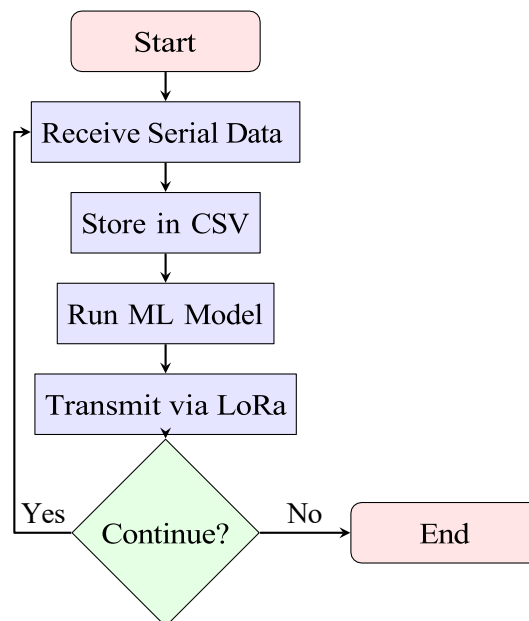 Start
Receive Serial Data
Store in CSV
Run ML Model
Transmit via LoRa
Yes
Continue?
No
End